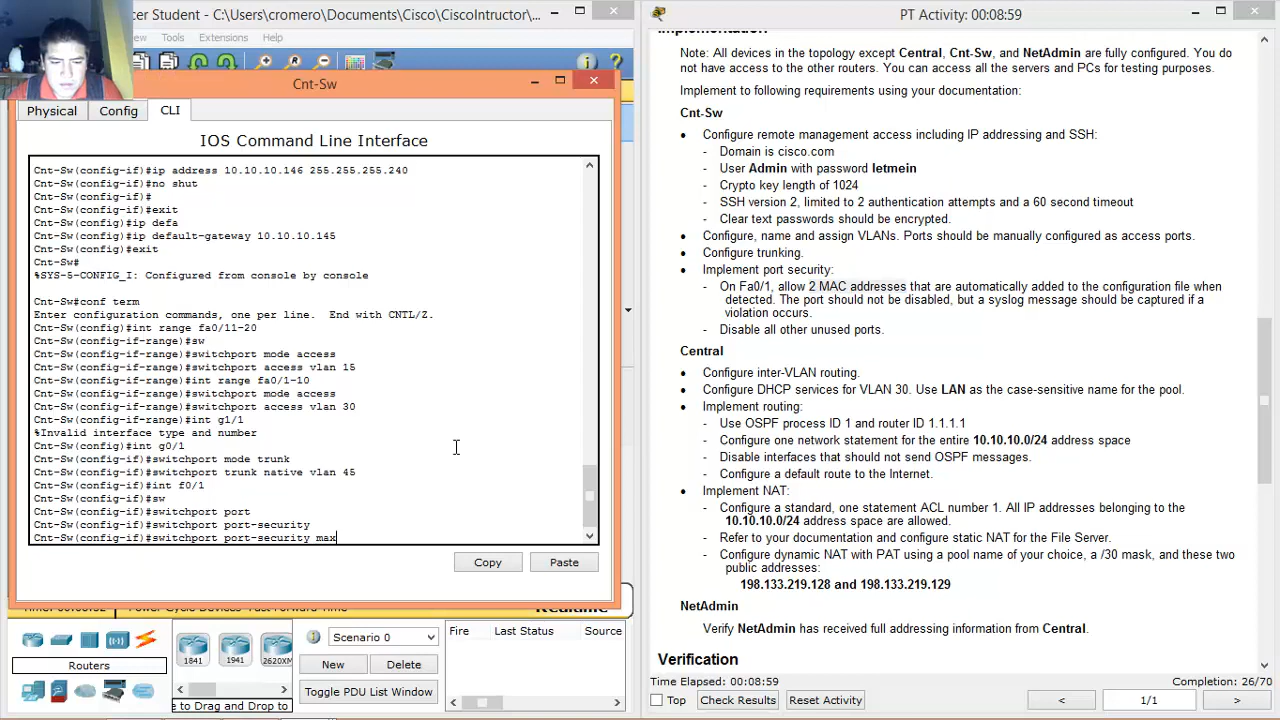 cer Student - C:\Users\cromero\Documents\Cisco\CiscoIntructor\...
Tools Extensions Help
Cnt-Sw
Physical Config CLI
IOS Command Line Interface
Cnt-Sw(config-if)#ip address 10.10.10.146 255.255.255.240
Cnt-Sw(config-if)#no shut
Cnt-Sw(config-if)#
Cnt-Sw(config-if)#exit
Cnt-Sw(config)#ip defa
Cnt-Sw(config)#ip default-gateway 10.10.10.145
Cnt-Sw(config)#exit
Cnt-Sw#
%SYS-5-CONFIG_I: Configured from console by console
Cnt-Sw#conf term
Enter configuration commands, one per line. End with CNTL/Z.
Cnt-Sw(config)#int range fa0/11-20
Cnt-Sw(config-if-range)#sw
Cnt-Sw(config-if-range)#switchport mode access
Cnt-Sw(config-if-range)#switchport access vlan 15
Cnt-Sw(config-if-range)#int range fa0/1-10
Cnt-Sw(config-if-range)#switchport mode access
Cnt-Sw(config-if-range)#switchport access vlan 30
Cnt-Sw(config-if-range)#int g1/1
%Invalid interface type and number
Cnt-Sw(config)#int g0/1
Cnt-Sw(config-if)#switchport mode trunk
Cnt-Sw(config-if)#switchport trunk native vlan 45
Cnt-Sw(config-if)#int f0/1
Cnt-Sw(config-if)#sw
Cnt-Sw(config-if)#switchport port
Cnt-Sw(config-if)#switchport port-security
Cnt-Sw(config-if)#switchport port-security max
Copy Paste
Realtime
1841 1941 2620XM
Routers
e to Drag and Drop to
Scenario 0
New Delete
Toggle PDU List Window
Fire Last Status Source
PT Activity: 00:08:59
Implementation
Note: All devices in the topology except Central, Cnt-Sw, and NetAdmin are fully configured. You do
not have access to the other routers. You can access all the servers and PCs for testing purposes.
Implement to following requirements using your documentation:
Cnt-Sw
• Configure remote management access including IP addressing and SSH:
- Domain is cisco.com
- User Admin with password letmein
- Crypto key length of 1024
- SSH version 2, limited to 2 authentication attempts and a 60 second timeout
- Clear text passwords should be encrypted.
• Configure, name and assign VLANs. Ports should be manually configured as access ports.
• Configure trunking.
• Implement port security:
- On Fa0/1, allow 2 MAC addresses that are automatically added to the configuration file when
detected. The port should not be disabled, but a syslog message should be captured if a
violation occurs.
- Disable all other unused ports.
Central
• Configure inter-VLAN routing.
• Configure DHCP services for VLAN 30. Use LAN as the case-sensitive name for the pool.
• Implement routing:
- Use OSPF process ID 1 and router ID 1.1.1.1
- Configure one network statement for the entire 10.10.10.0/24 address space
- Disable interfaces that should not send OSPF messages.
- Configure a default route to the Internet.
• Implement NAT:
- Configure a standard, one statement ACL number 1. All IP addresses belonging to the
10.10.10.0/24 address space are allowed.
- Refer to your documentation and configure static NAT for the File Server.
- Configure dynamic NAT with PAT using a pool name of your choice, a /30 mask, and these two
public addresses:
198.133.219.128 and 198.133.219.129
NetAdmin
Verify NetAdmin has received full addressing information from Central.
Verification
Time Elapsed: 00:08:59 Completion: 26/70
Top Check Results Reset Activity < 1/1 >